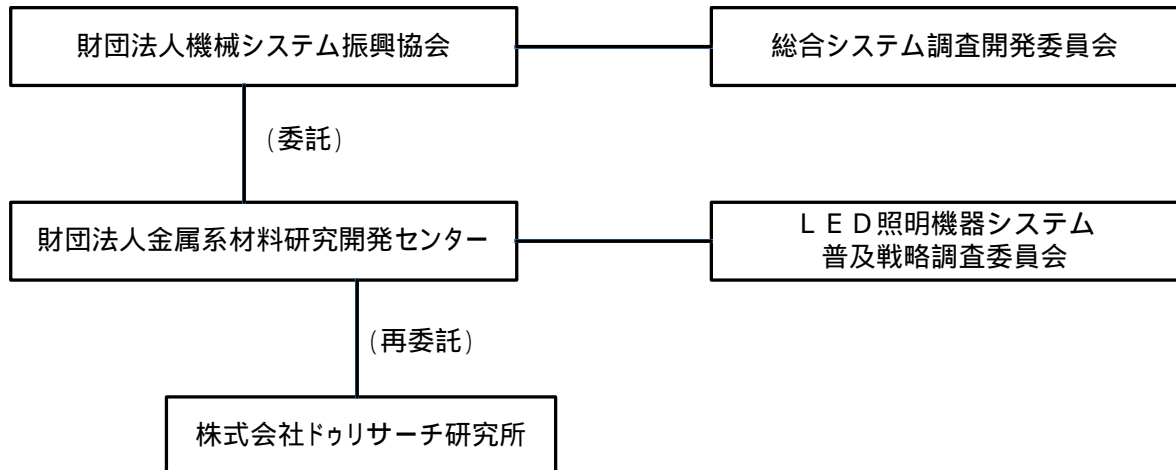 財団法人機械システム振興協会
総合システム調査開発委員会
(委託)
財団法人金属系材料研究開発センター
ＬＥＤ照明機器システム
普及戦略調査委員会
(再委託)
株式会社ドゥリサーチ研究所